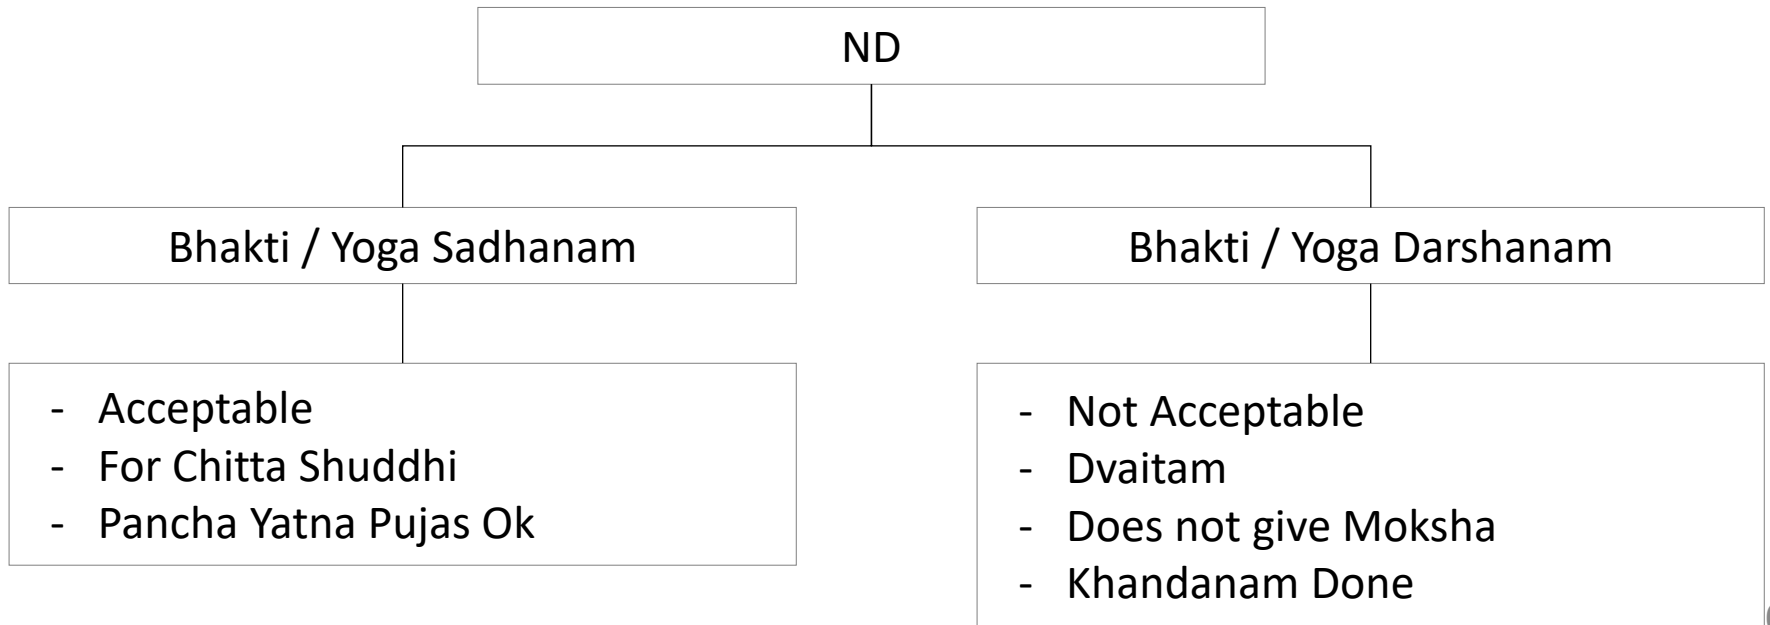 ND
Bhakti / Yoga Sadhanam
Bhakti / Yoga Darshanam
- Acceptable
- For Chitta Shuddhi
- Pancha Yatna Pujas Ok
- Not Acceptable
- Dvaitam
- Does not give Moksha
- Khandanam Done